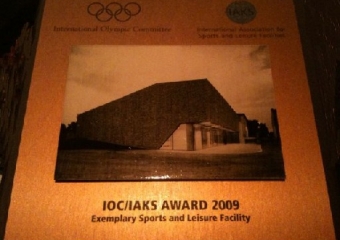 International Olympic Committee
International Association for
Sports and Leisure Facilities
IAKS
IOC/IAKS AWARD 2009
Exemplary Sports and Leisure Facility